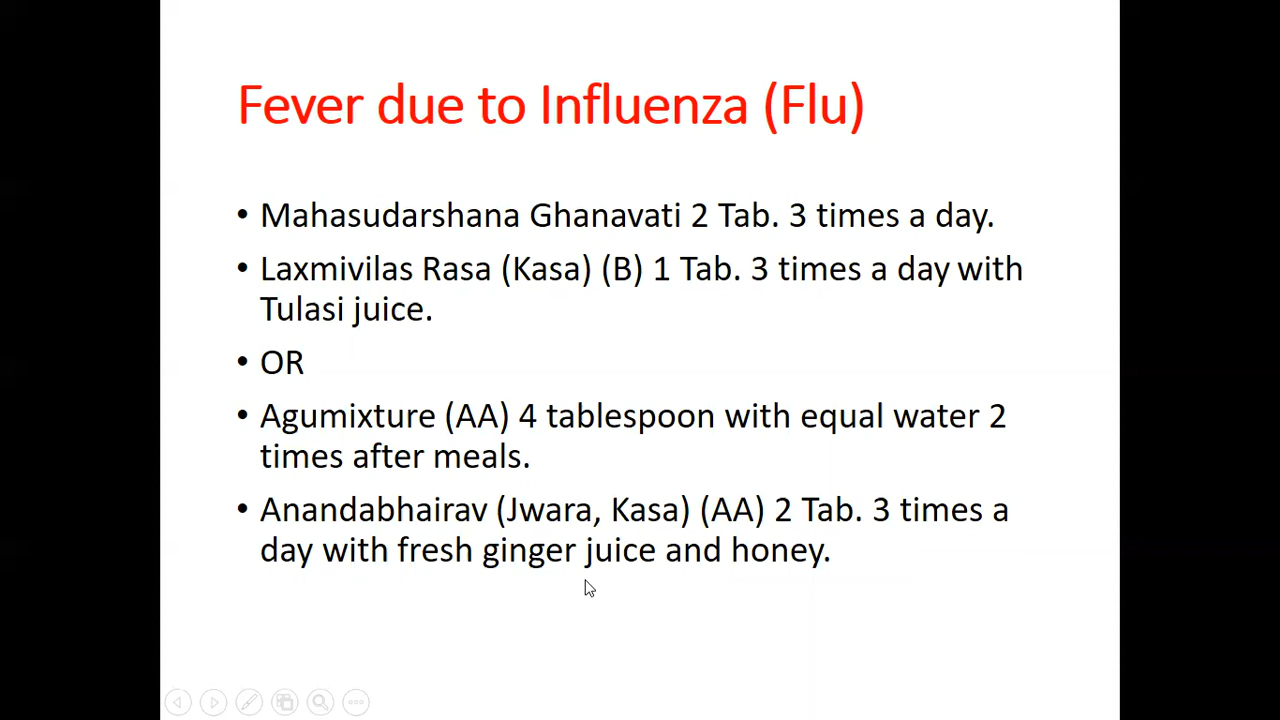 Fever due to Influenza (Flu)
• Mahasudarshana Ghanavati 2 Tab. 3 times a day.
• Laxmivilas Rasa (Kasa) (B) 1 Tab. 3 times a day with
Tulasi juice.
• OR
• Agumixture (AA) 4 tablespoon with equal water 2
times after meals.
• Anandabhairav (Jwara, Kasa) (AA) 2 Tab. 3 times a
day with fresh ginger juice and honey.